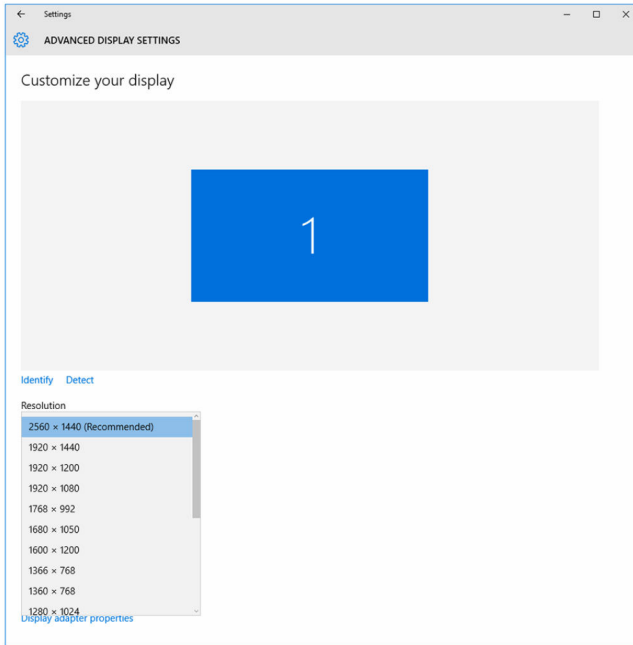 Settings
ADVANCED DISPLAY SETTINGS
Customize your display
1
Identify Detect
Resolution
2560 × 1440 (Recommended)
1920 × 1440
1920 × 1200
1920 × 1080
1768 × 992
1680 × 1050
1600 × 1200
1366 × 768
1360 × 768
1280 × 1024
Display adapter properties